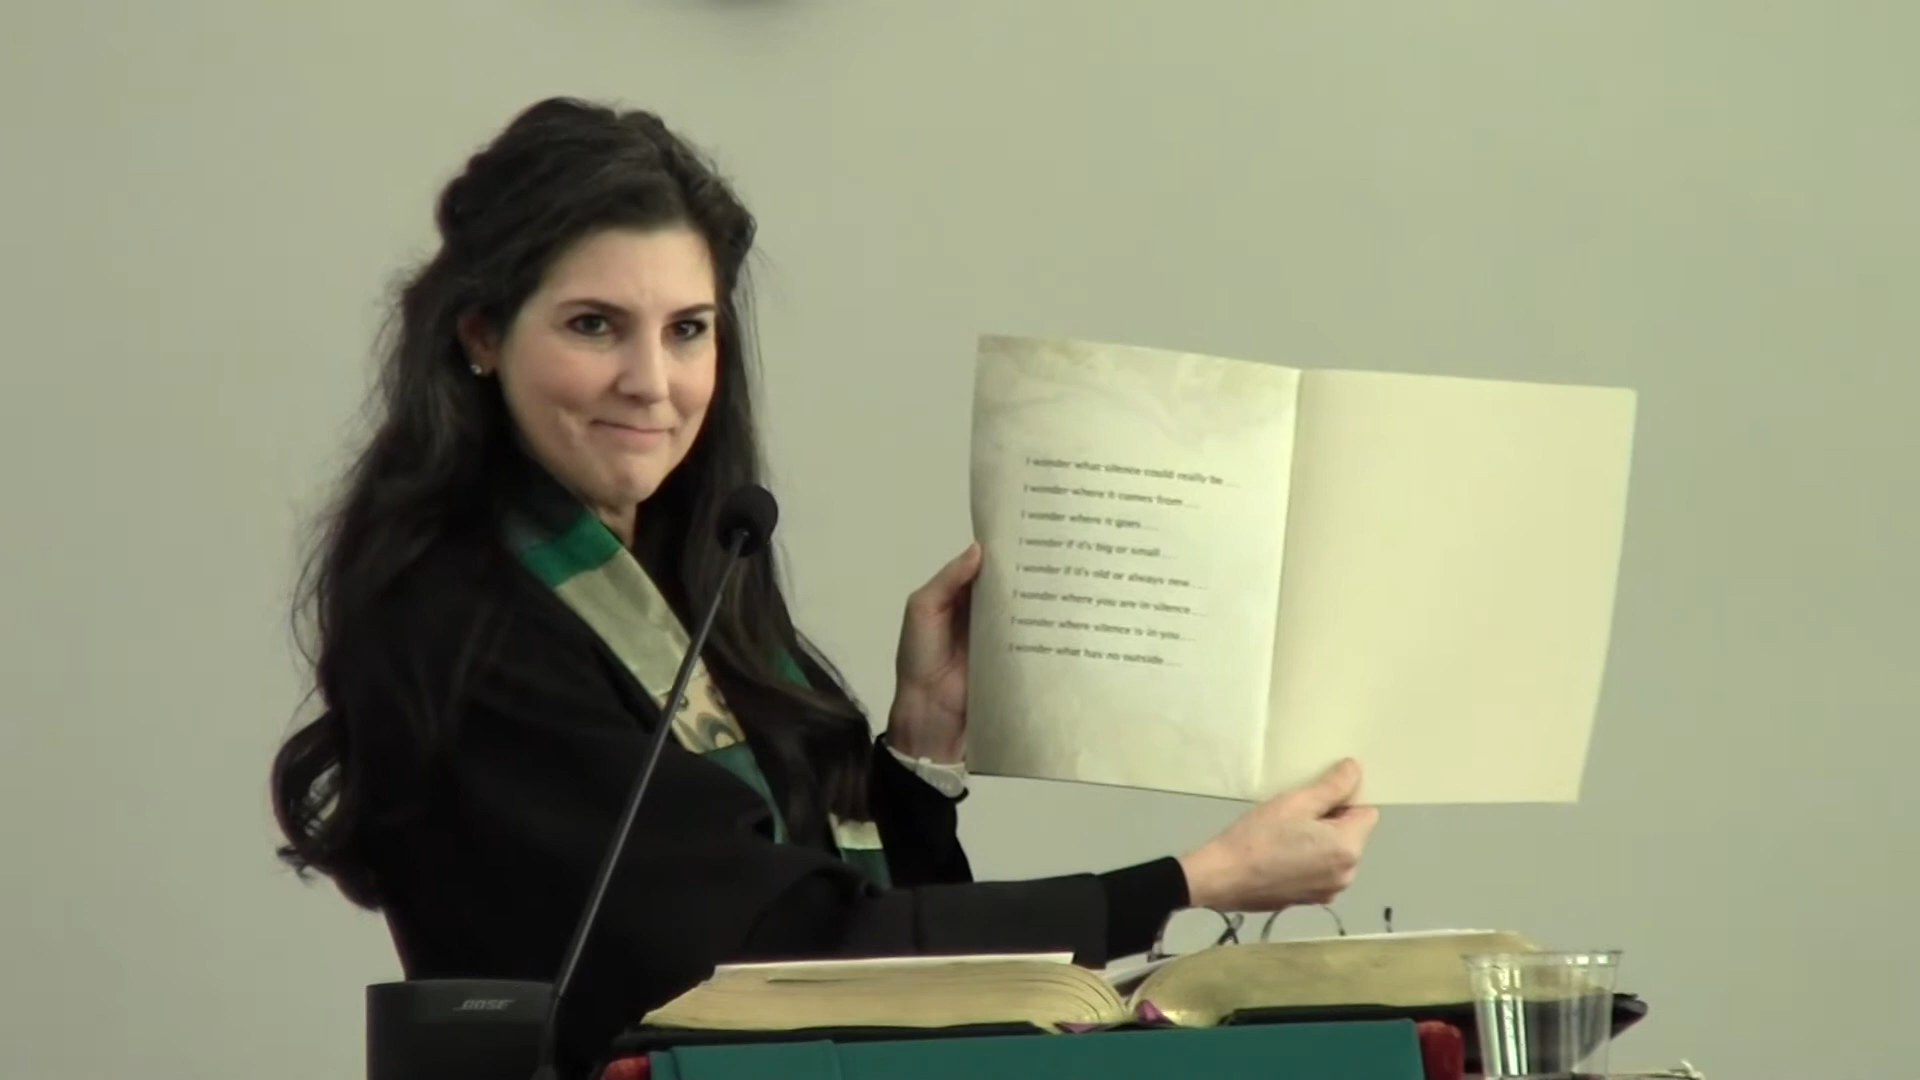 I wonder what silence could really be....
I wonder where it comes from....
I wonder where it goes....
I wonder if it's big or small....
I wonder if it's old or always new....
I wonder where you are in silence....
I wonder where silence is in you....
I wonder what has no outside....
BOSE